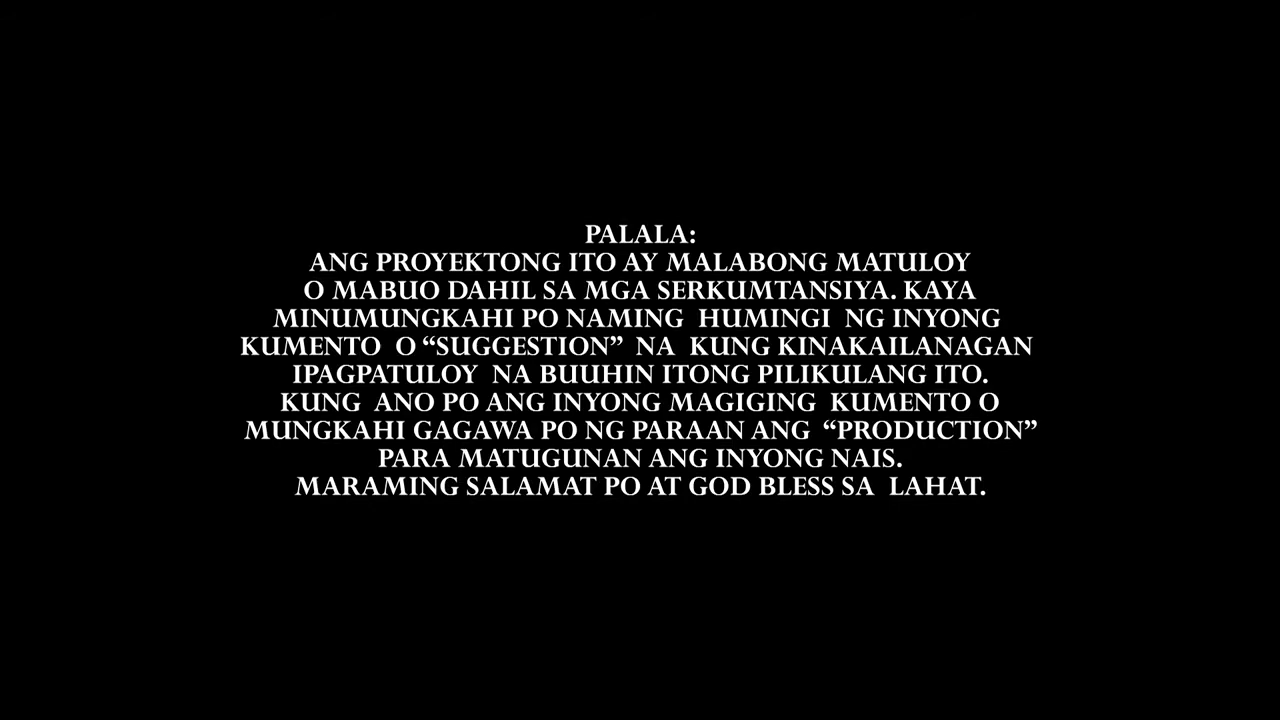 PALALA:
ANG PROYEKTONG ITO AY MALABONG MATULOY
O MABUO DAHIL SA MGA SERKUMTANSIYA. KAYA
MINUMUNGKAHI PO NAMING HUMINGI NG INYONG
KUMENTO O “SUGGESTION” NA KUNG KINAKAILANAGAN
IPAGPATULOY NA BUUHIN ITONG PILIKULANG ITO.
KUNG ANO PO ANG INYONG MAGIGING KUMENTO O
MUNGKAHI GAGAWA PO NG PARAAN ANG “PRODUCTION”
PARA MATUGUNAN ANG INYONG NAIS.
MARAMING SALAMAT PO AT GOD BLESS SA LAHAT.